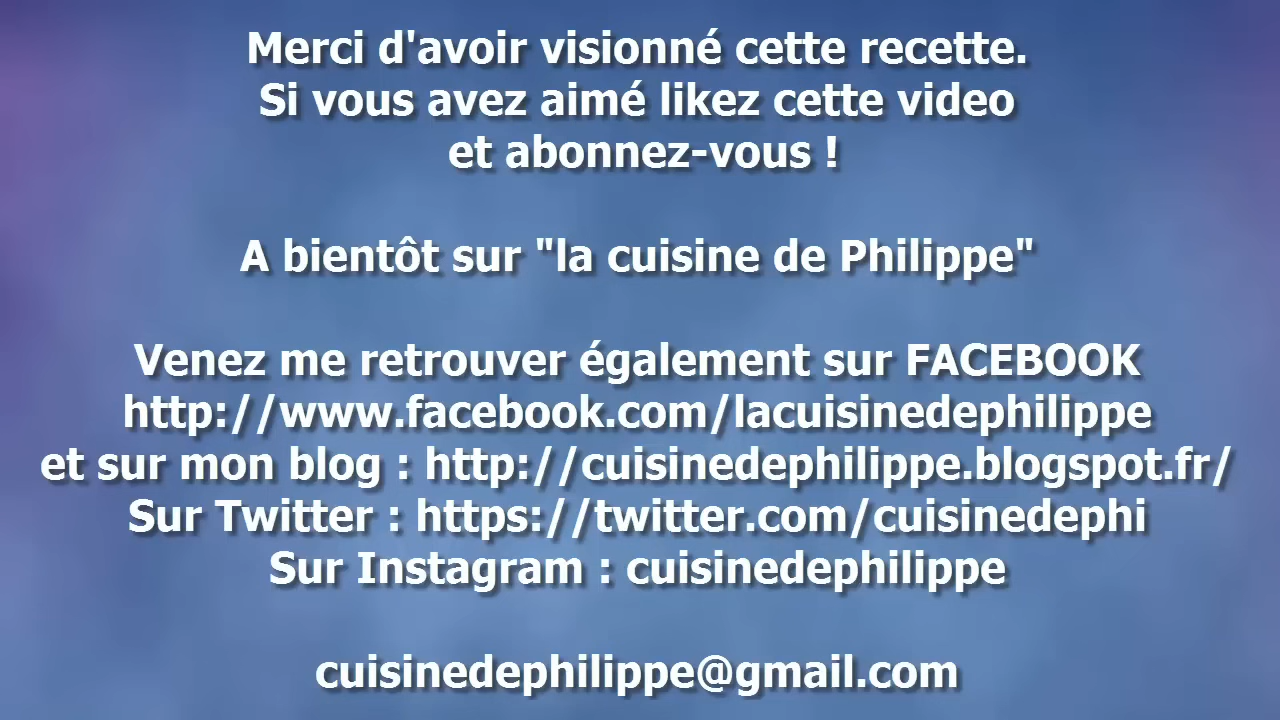 Merci d'avoir visionné cette recette.
Si vous avez aimé likez cette video
et abonnez-vous !
A bientôt sur "la cuisine de Philippe"
Venez me retrouver également sur FACEBOOK
http://www.facebook.com/lacuisinedephilippe
et sur mon blog : http://cuisinedephilippe.blogspot.fr/
Sur Twitter : https://twitter.com/cuisinedephi
Sur Instagram : cuisinedephilippe
cuisinedephilippe@gmail.com